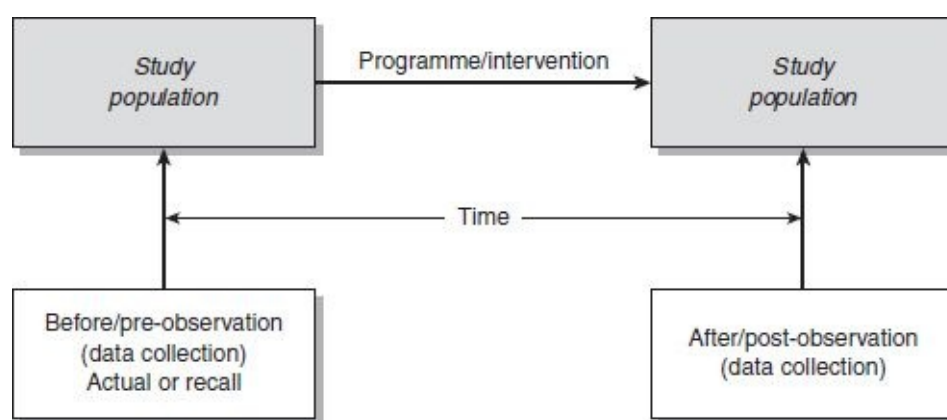 Study
population
Programme/intervention
Study
population
Time
Before/pre-observation
(data collection)
Actual or recall
After/post-observation
(data collection)